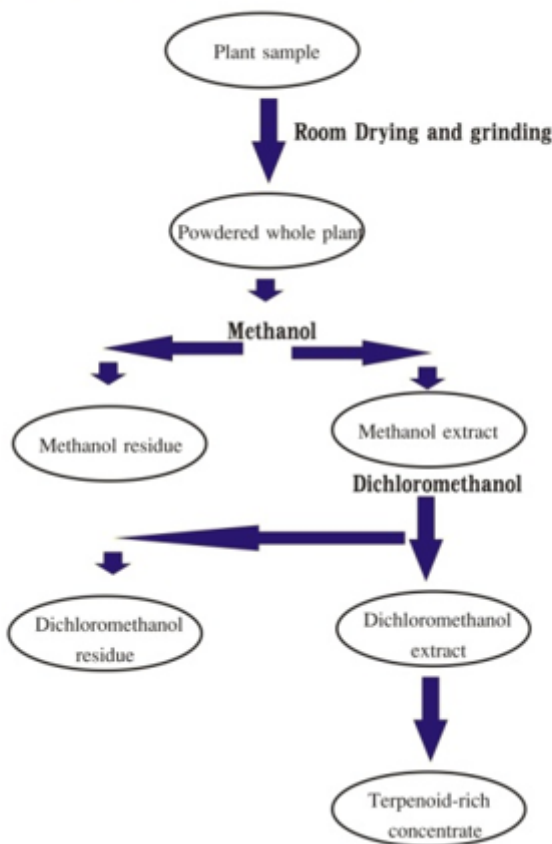 Plant sample
Room Drying and grinding
Powdered whole plant
Methanol
Methanol residue
Methanol extract
Dichloromethanol
Dichloromethanol
residue
Dichloromethanol
extract
Terpenoid-rich
concentrate